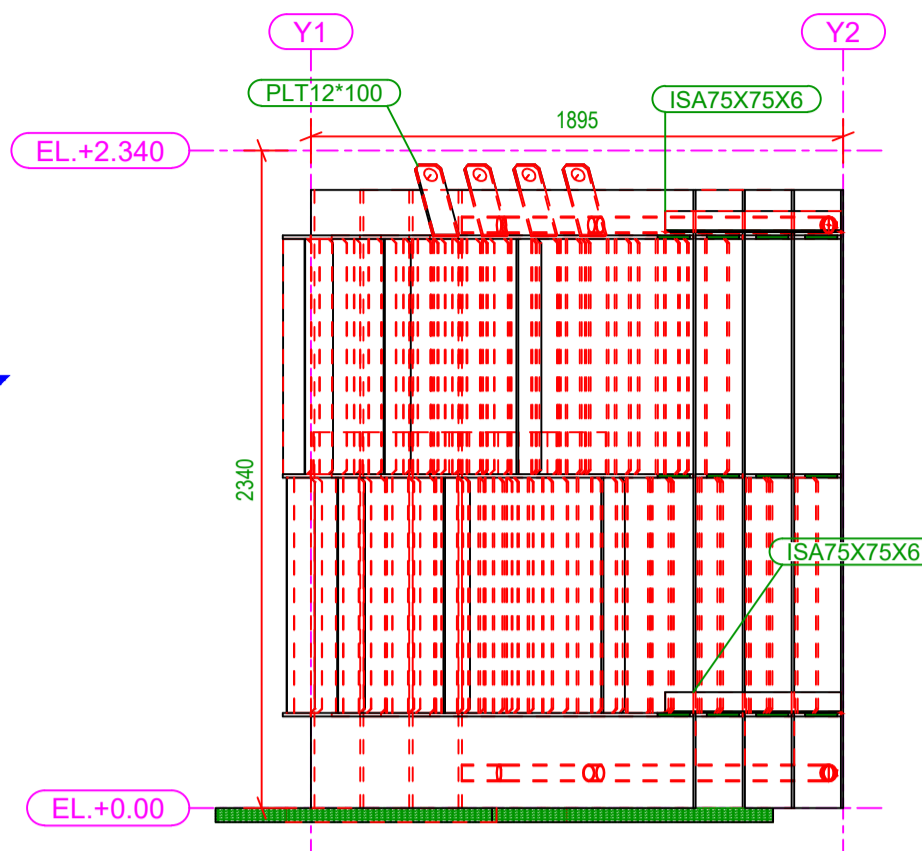 Y1
Y2
PLT12*100
ISA75X75X6
1895
EL.+2.340
2340
ISA75X75X6
EL.+0.00